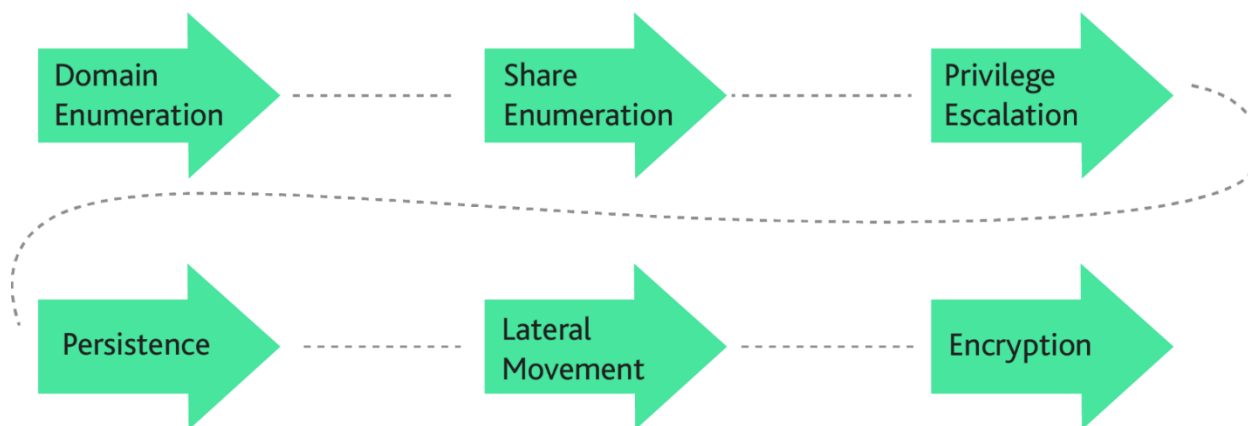 Domain
Enumeration
Share
Enumeration
Privilege
Escalation
Persistence
Lateral
Movement
Encryption